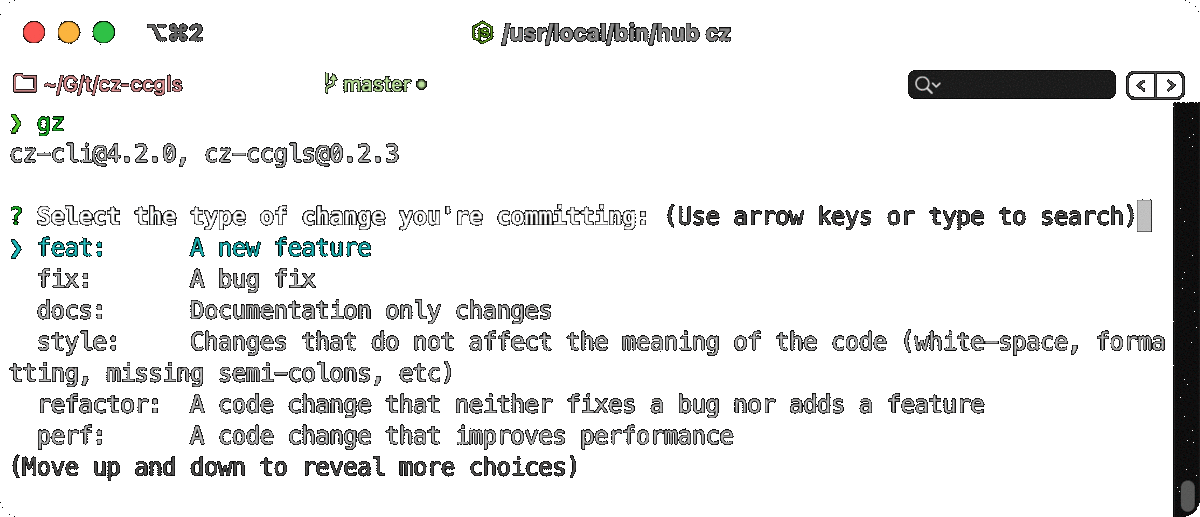 ⌥⌘2 /usr/local/bin/hub cz
~/G/t/cz-ccgls master
❯ gz
cz-cli@4.2.0, cz-ccgls@0.2.3
? Select the type of change you're committing: (Use arrow keys or type to search)
❯ feat: A new feature
fix: A bug fix
docs: Documentation only changes
style: Changes that do not affect the meaning of the code (white-space, forma
tting, missing semi-colons, etc)
refactor: A code change that neither fixes a bug nor adds a feature
perf: A code change that improves performance
(Move up and down to reveal more choices)